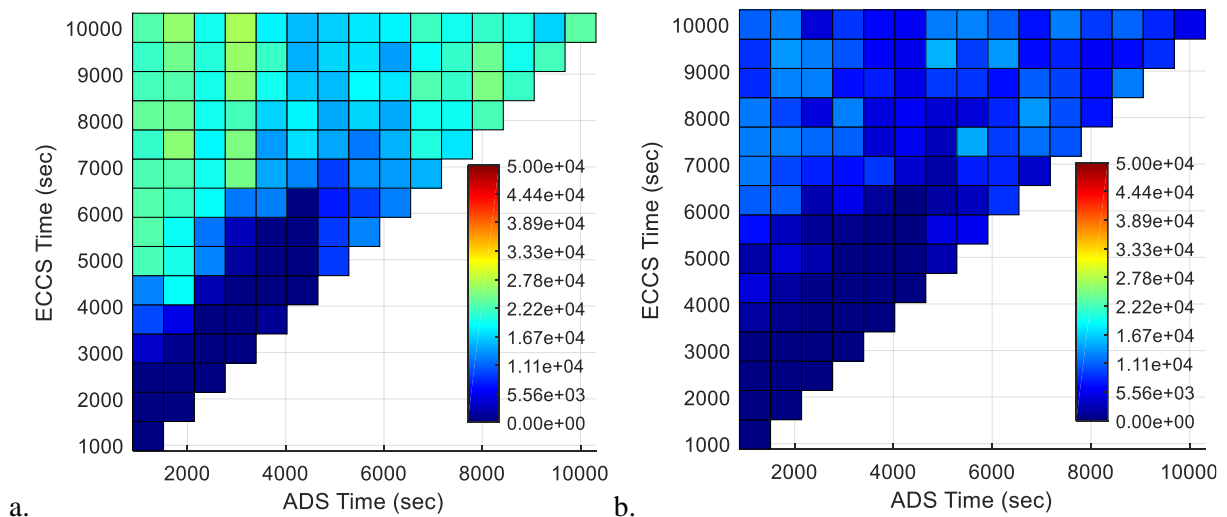 10000
9000
8000
7000
6000
5000
4000
3000
2000
1000
ECCS Time (sec)
2000 4000 6000 8000 10000
ADS Time (sec)
5.00e+04
4.44e+04
3.89e+04
3.33e+04
2.78e+04
2.22e+04
1.67e+04
1.11e+04
5.56e+03
0.00e+00
a.
10000
9000
8000
7000
6000
5000
4000
3000
2000
1000
ECCS Time (sec)
2000 4000 6000 8000 10000
ADS Time (sec)
5.00e+04
4.44e+04
3.89e+04
3.33e+04
2.78e+04
2.22e+04
1.67e+04
1.11e+04
5.56e+03
0.00e+00
b.